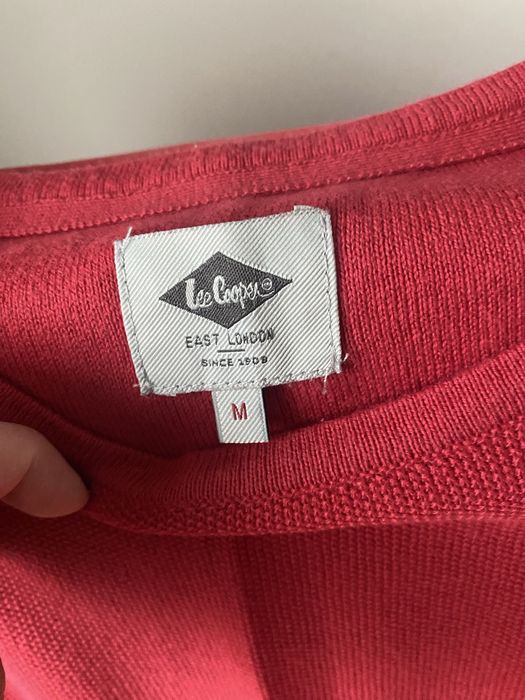 Lee Cooper
EAST LONDON
SINCE 1908
M